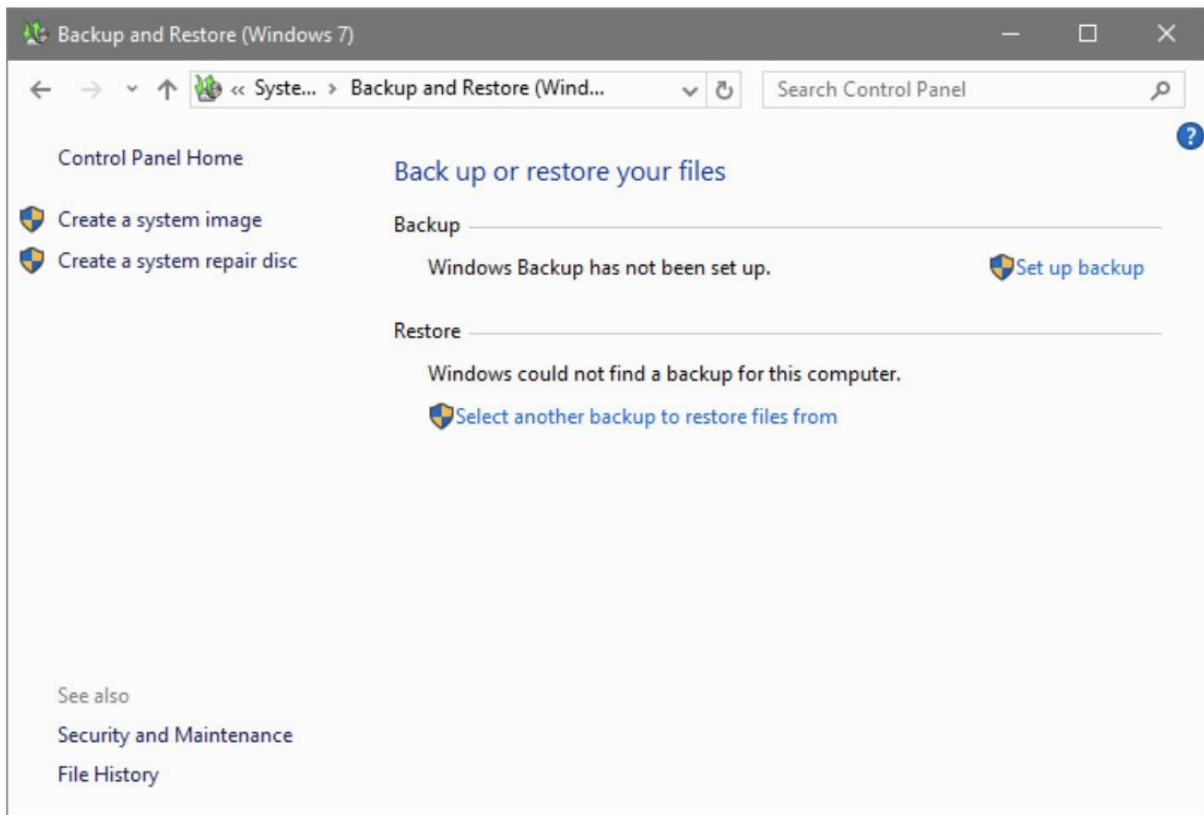 Backup and Restore (Windows 7)
« Syste... › Backup and Restore (Wind...
Search Control Panel
Control Panel Home
Create a system image
Create a system repair disc
Back up or restore your files
Backup
Windows Backup has not been set up.
Set up backup
Restore
Windows could not find a backup for this computer.
Select another backup to restore files from
See also
Security and Maintenance
File History